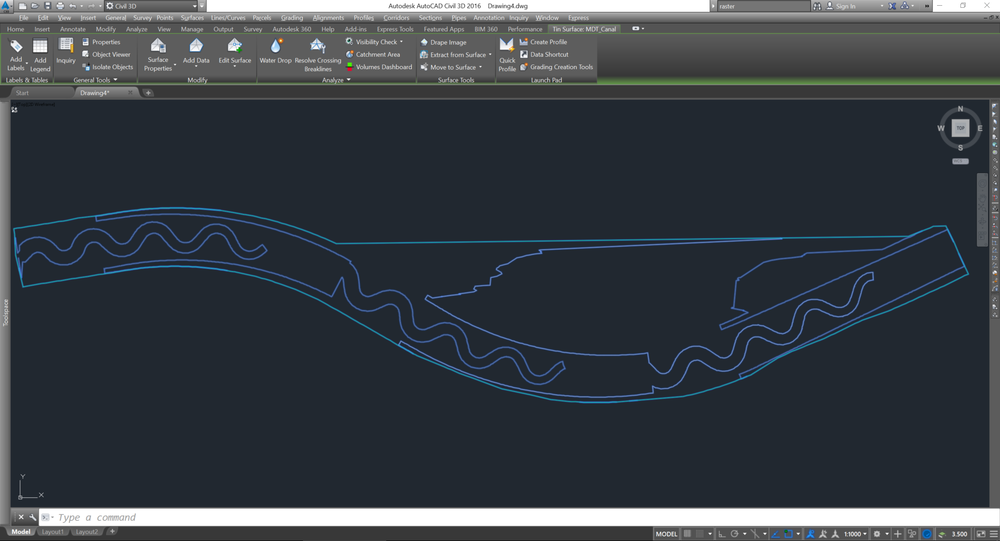 Civil 3D
Autodesk AutoCAD Civil 3D 2016 Drawing4.dwg
raster
Sign In
File Edit View Insert General Survey Points Surfaces Lines/Curves Parcels Grading Alignments Profiles Corridors Sections Pipes Annotation Inquiry Window Express
Home Insert Annotate Modify Analyze View Manage Output Survey Autodesk 360 Help Add-ins Express Tools Featured Apps BIM 360 Performance Tin Surface: MDT_Canal
Add Labels
Add Legend
Labels & Tables
Inquiry
Properties
Object Viewer
Isolate Objects
General Tools
Surface Properties
Add Data
Edit Surface
Modify
Water Drop
Resolve Crossing Breaklines
Visibility Check
Catchment Area
Volumes Dashboard
Analyze
Drape Image
Extract from Surface
Move to Surface
Surface Tools
Quick Profile
Create Profile
Data Shortcut
Grading Creation Tools
Launch Pad
Start
Drawing4*
[-][Top][2D Wireframe]
N
W TOP E
S
WCS
Toolspace
Y
X
Type a command
Model Layout1 Layout2
MODEL
1:1000
3.500